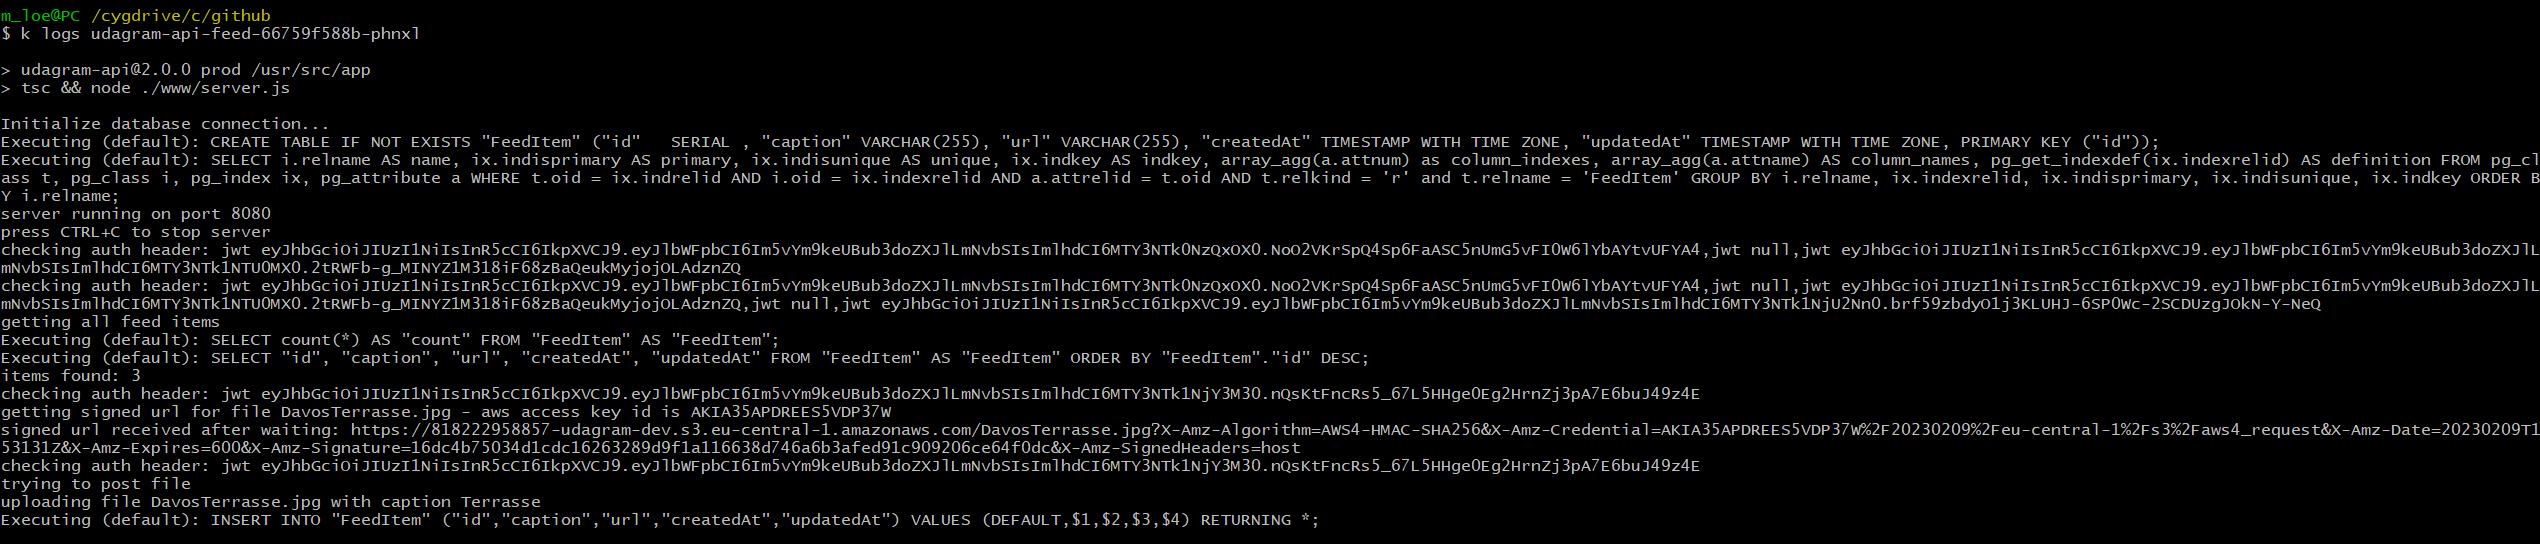 m_loe@PC /cygdrive/c/github
$ k logs udagram-api-feed-66759f588b-phnxl
> udagram-api@2.0.0 prod /usr/src/app
> tsc && node ./www/server.js
Initialize database connection...
Executing (default): CREATE TABLE IF NOT EXISTS "FeedItem" ("id"   SERIAL , "caption" VARCHAR(255), "url" VARCHAR(255), "createdAt" TIMESTAMP WITH TIME ZONE, "updatedAt" TIMESTAMP WITH TIME ZONE, PRIMARY KEY ("id"));
Executing (default): SELECT i.relname AS name, ix.indisprimary AS primary, ix.indisunique AS unique, ix.indkey AS indkey, array_agg(a.attnum) as column_indexes, array_agg(a.attname) AS column_names, pg_get_indexdef(ix.indexrelid) AS definition FROM pg_cl
ass t, pg_class i, pg_index ix, pg_attribute a WHERE t.oid = ix.indrelid AND i.oid = ix.indexrelid AND a.attrelid = t.oid AND t.relkind = 'r' and t.relname = 'FeedItem' GROUP BY i.relname, ix.indexrelid, ix.indisprimary, ix.indisunique, ix.indkey ORDER B
Y i.relname;
server running on port 8080
press CTRL+C to stop server
checking auth header: jwt eyJhbGciOiJIUzI1NiIsInR5cCI6IkpXVCJ9.eyJlbWFpbCI6Im5vYm9keUBub3doZXJlLmNvbSIsImlhdCI6MTY3NTk0NzQxOX0.NoO2VKrSpQ4Sp6FaASC5nUmG5vFI0W6lYbAYtvUFYA4,jwt null,jwt eyJhbGciOiJIUzI1NiIsInR5cCI6IkpXVCJ9.eyJlbWFpbCI6Im5vYm9keUBub3doZXJlL
mNvbSIsImlhdCI6MTY3NTk1NTU0MX0.2tRWFb-g_MINYZ1M318iF68zBaQeukMyjojOLAdznZQ
checking auth header: jwt eyJhbGciOiJIUzI1NiIsInR5cCI6IkpXVCJ9.eyJlbWFpbCI6Im5vYm9keUBub3doZXJlLmNvbSIsImlhdCI6MTY3NTk0NzQxOX0.NoO2VKrSpQ4Sp6FaASC5nUmG5vFI0W6lYbAYtvUFYA4,jwt null,jwt eyJhbGciOiJIUzI1NiIsInR5cCI6IkpXVCJ9.eyJlbWFpbCI6Im5vYm9keUBub3doZXJlL
mNvbSIsImlhdCI6MTY3NTk1NTU0MX0.2tRWFb-g_MINYZ1M318iF68zBaQeukMyjojOLAdznZQ,jwt null,jwt eyJhbGciOiJIUzI1NiIsInR5cCI6IkpXVCJ9.eyJlbWFpbCI6Im5vYm9keUBub3doZXJlLmNvbSIsImlhdCI6MTY3NTk1NjU2Nn0.brf59zbdyO1j3KLUHJ-6SP0Wc-2SCDUzgJOkN-Y-NeQ
getting all feed items
Executing (default): SELECT count(*) AS "count" FROM "FeedItem" AS "FeedItem";
Executing (default): SELECT "id", "caption", "url", "createdAt", "updatedAt" FROM "FeedItem" AS "FeedItem" ORDER BY "FeedItem"."id" DESC;
items found: 3
checking auth header: jwt eyJhbGciOiJIUzI1NiIsInR5cCI6IkpXVCJ9.eyJlbWFpbCI6Im5vYm9keUBub3doZXJlLmNvbSIsImlhdCI6MTY3NTk1NjY3M30.nQsKtFncRs5_67L5HHge0Eg2HrnZj3pA7E6buJ49z4E
getting signed url for file DavosTerrasse.jpg - aws access key id is AKIA35APDREES5VDP37W
signed url received after waiting: https://818222958857-udagram-dev.s3.eu-central-1.amazonaws.com/DavosTerrasse.jpg?X-Amz-Algorithm=AWS4-HMAC-SHA256&X-Amz-Credential=AKIA35APDREES5VDP37W%2F20230209%2Feu-central-1%2Fs3%2Faws4_request&X-Amz-Date=20230209T1
53131Z&X-Amz-Expires=600&X-Amz-Signature=16dc4b75034d1cdc16263289d9f1a116638d746a6b3afed91c909206ce64f0dc&X-Amz-SignedHeaders=host
checking auth header: jwt eyJhbGciOiJIUzI1NiIsInR5cCI6IkpXVCJ9.eyJlbWFpbCI6Im5vYm9keUBub3doZXJlLmNvbSIsImlhdCI6MTY3NTk1NjY3M30.nQsKtFncRs5_67L5HHge0Eg2HrnZj3pA7E6buJ49z4E
trying to post file
uploading file DavosTerrasse.jpg with caption Terrasse
Executing (default): INSERT INTO "FeedItem" ("id","caption","url","createdAt","updatedAt") VALUES (DEFAULT,$1,$2,$3,$4) RETURNING *;